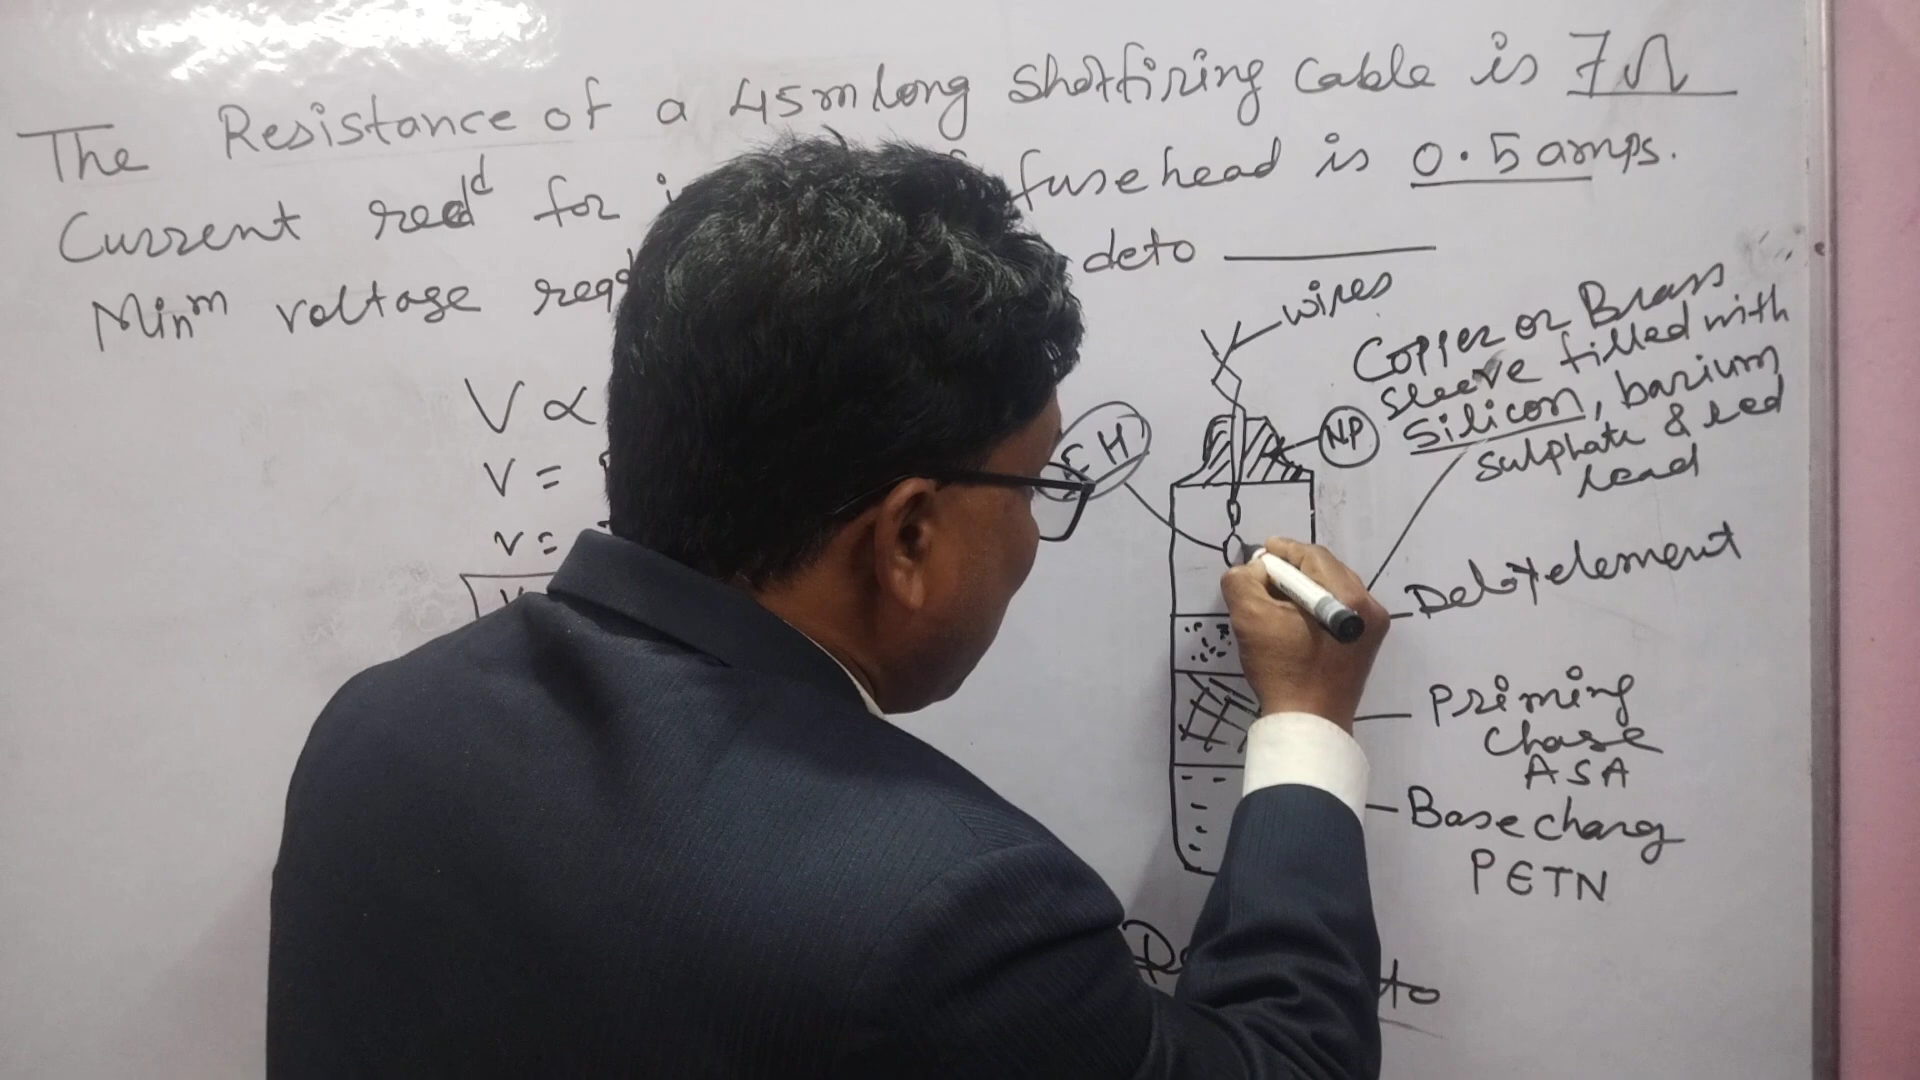 The Resistance of a 45m long Shotfiring Cable is 7Ω
Current reqd for fusehead is 0.5 amps.
Minm voltage reqd deto
wires
Copper or Brass
sleeve filled with
Silicon, barium
sulphate & red
lead
V ∝
V =
V =
V
EH
NP
Delay element
Priming
Charge
ASA
Base charg
PETN
to